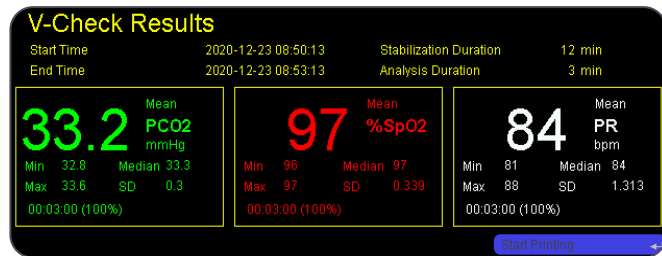 V-Check Results
Start Time 2020-12-23 08:50:13 Stabilization Duration 12 min
End Time 2020-12-23 08:53:13 Analysis Duration 3 min
33.2 Mean PCO2 mmHg
Min 32.8 Median 33.3
Max 33.6 SD 0.3
00:03:00 (100%)
97 Mean %SpO2
Min 96 Median 97
Max 97 SD 0.339
00:03:00 (100%)
84 Mean PR bpm
Min 81 Median 84
Max 88 SD 1.313
00:03:00 (100%)
Start Printing